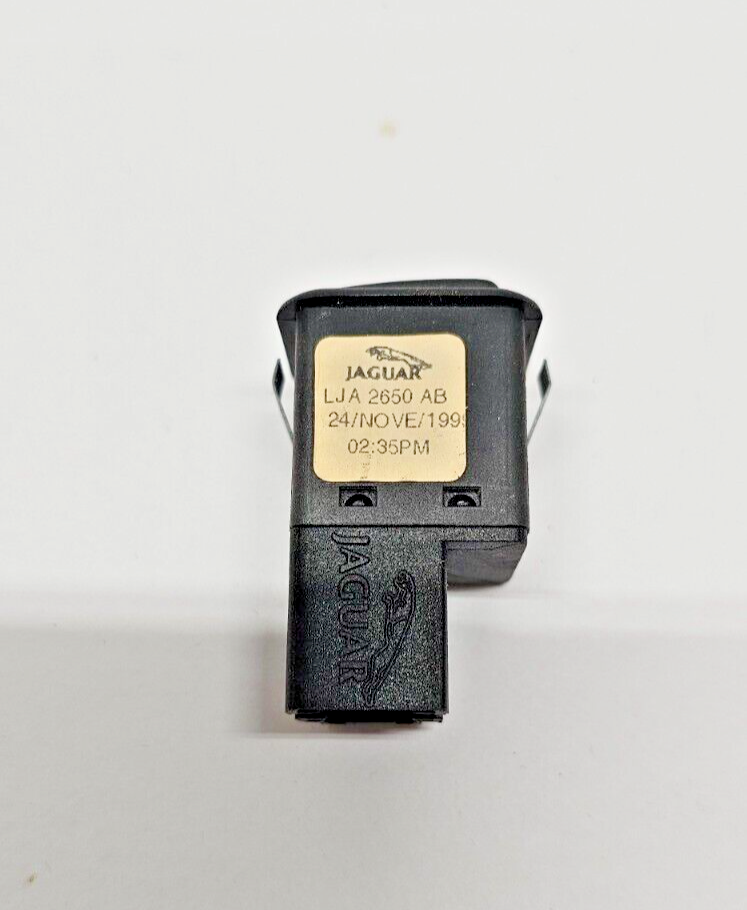 JAGUAR
LJA 2650 AB
24/NOVE/199
02:35PM
JAGUAR